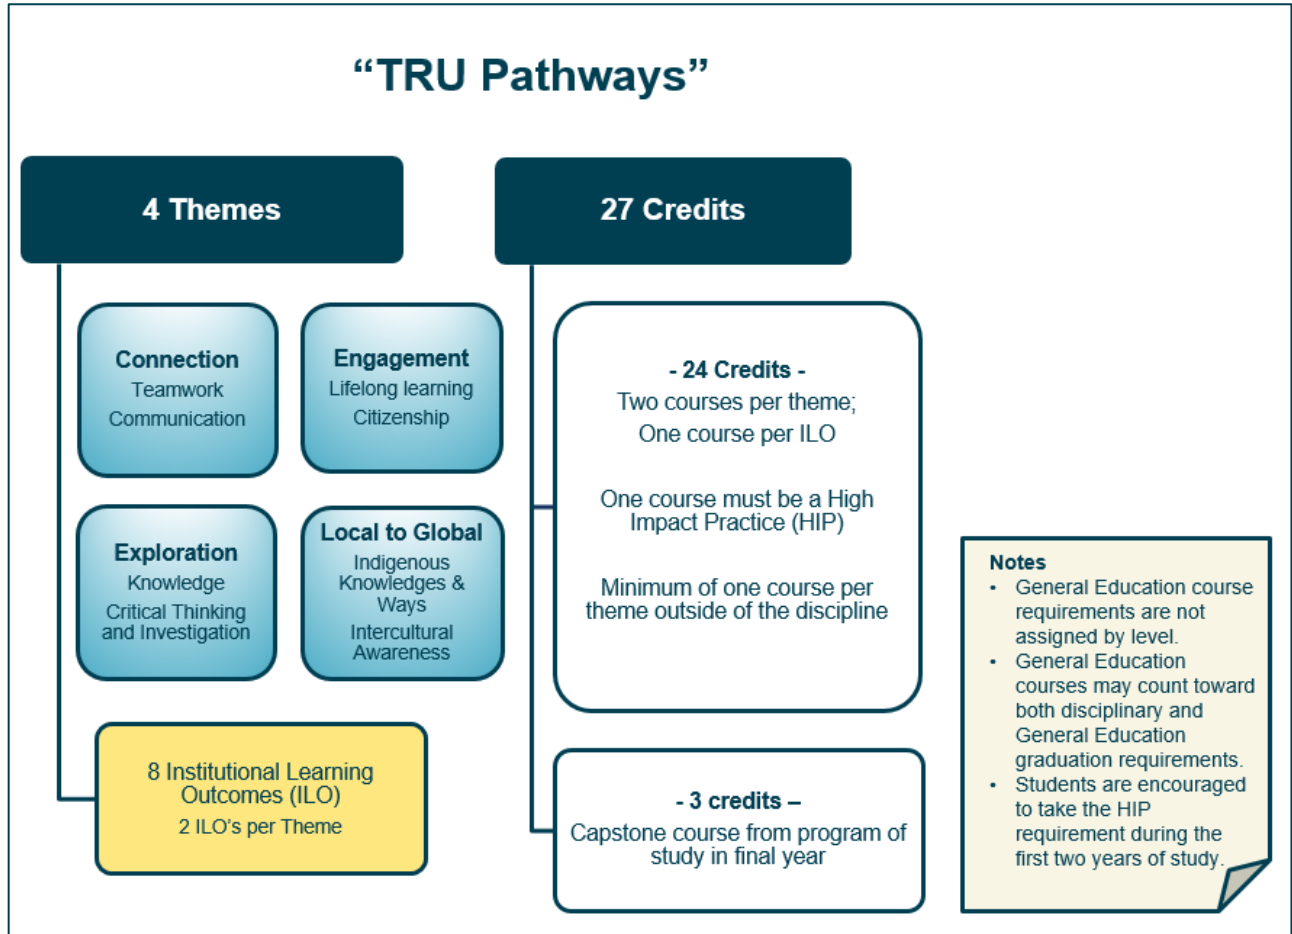 “TRU Pathways”
4 Themes
27 Credits
Connection
Teamwork
Communication
Engagement
Lifelong learning
Citizenship
Exploration
Knowledge
Critical Thinking
and Investigation
Local to Global
Indigenous
Knowledges &
Ways
Intercultural
Awareness
8 Institutional Learning
Outcomes (ILO)
2 ILO’s per Theme
- 24 Credits -
Two courses per theme;
One course per ILO
One course must be a High
Impact Practice (HIP)
Minimum of one course per
theme outside of the discipline
- 3 credits –
Capstone course from program of
study in final year
Notes
• General Education course
requirements are not
assigned by level.
• General Education
courses may count toward
both disciplinary and
General Education
graduation requirements.
• Students are encouraged
to take the HIP
requirement during the
first two years of study.